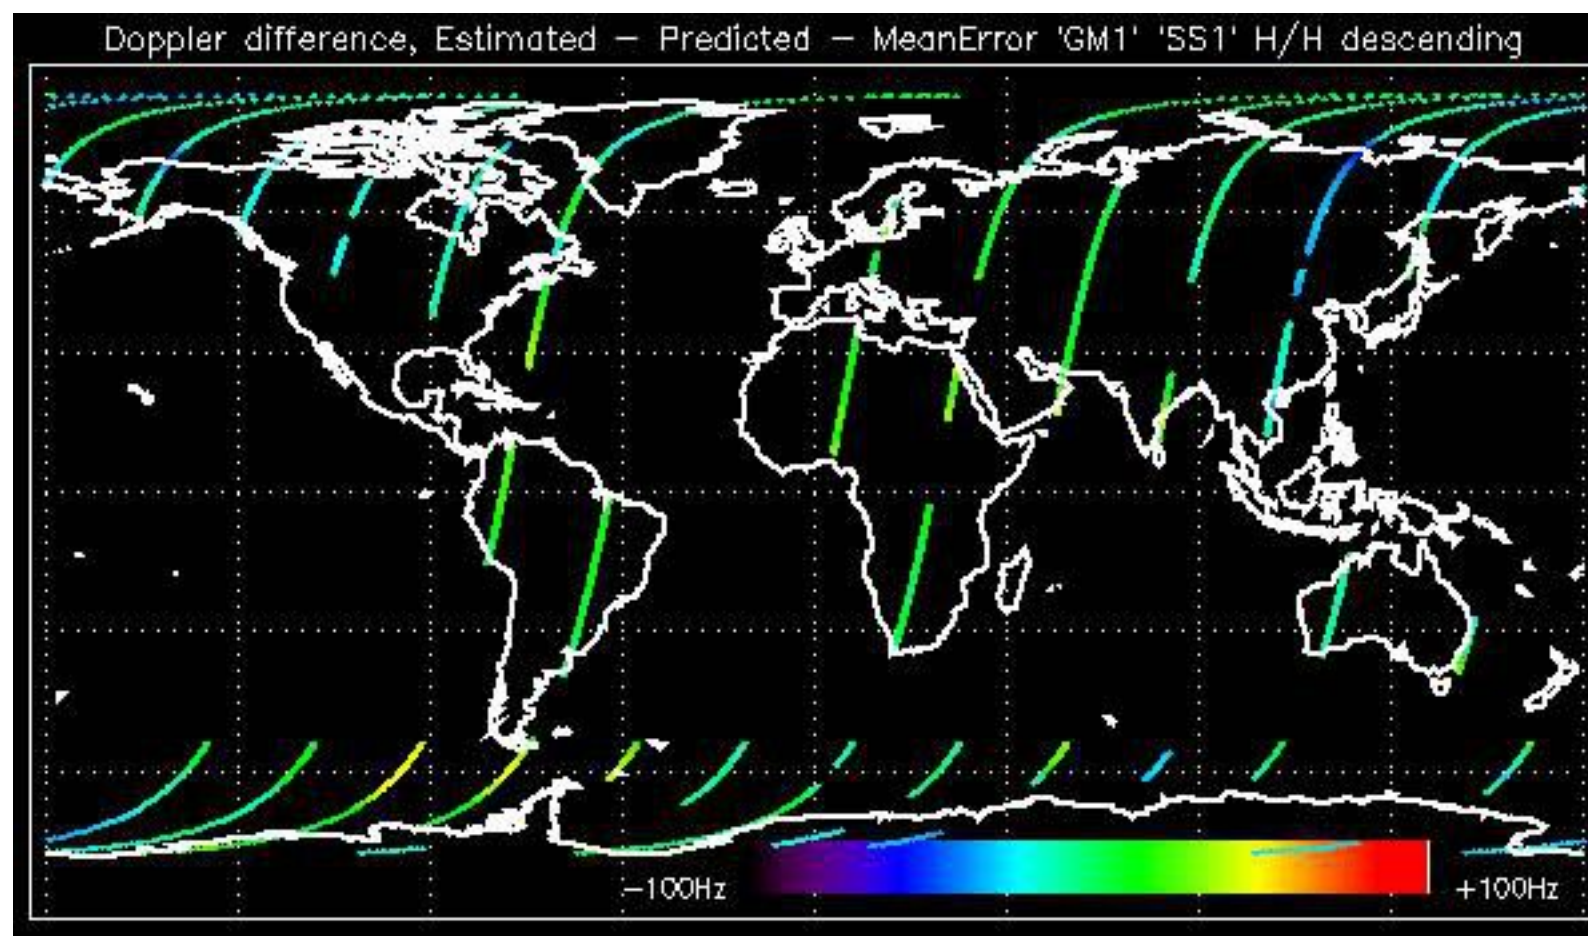 Doppler difference, Estimated – Predicted – MeanError 'GM1' 'SS1' H/H descending
−100Hz +100Hz